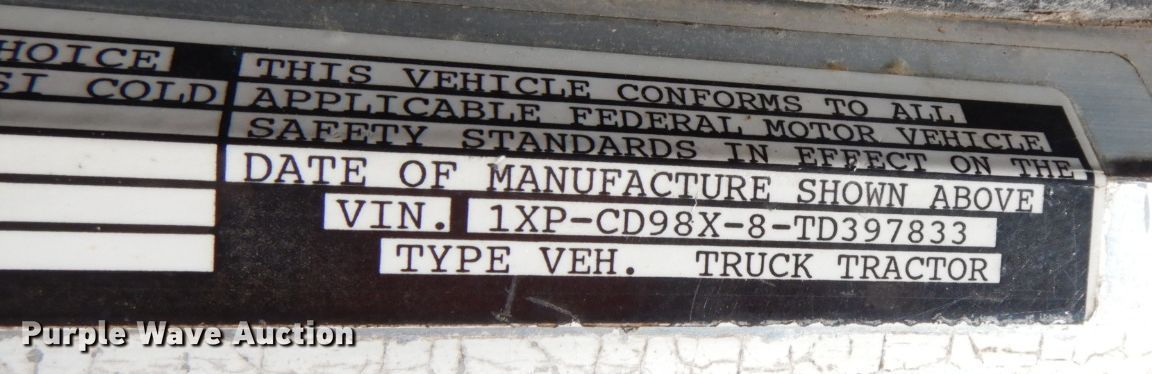 HOICE
SI COLD
THIS VEHICLE CONFORMS TO ALL
APPLICABLE FEDERAL MOTOR VEHICLE
SAFETY STANDARDS IN EFFECT ON THE
DATE OF MANUFACTURE SHOWN ABOVE
VIN. 1XP-CD98X-8-TD397833
TYPE VEH. TRUCK TRACTOR
Purple Wave Auction